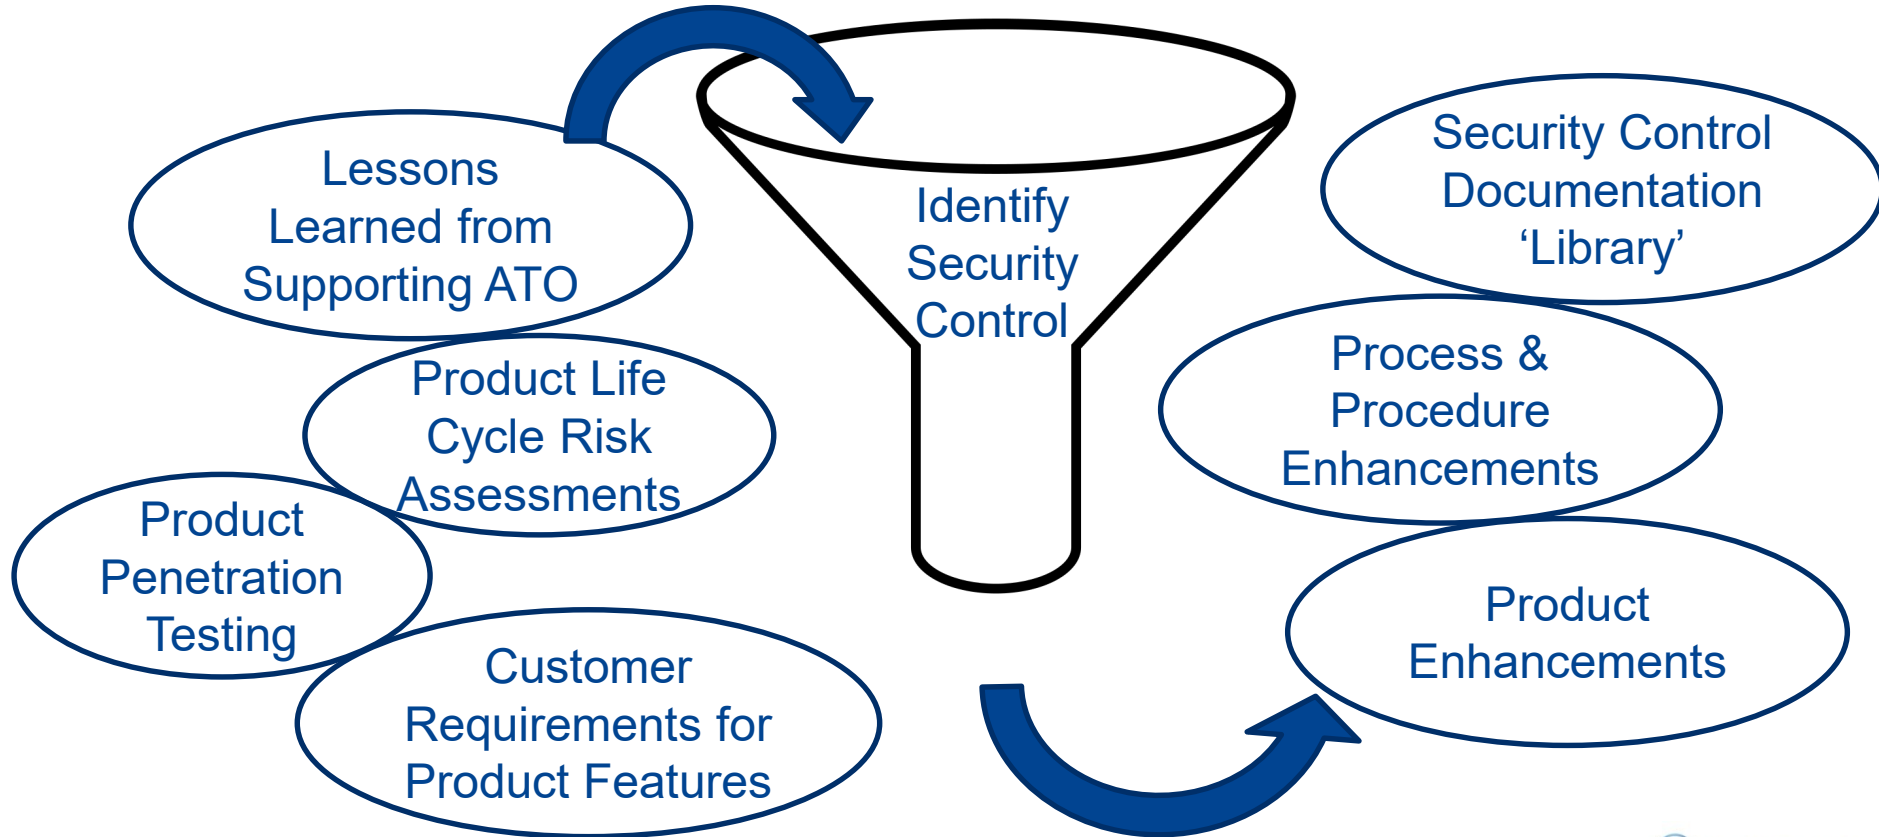 Lessons
Learned from
Supporting ATO
Product Life
Cycle Risk
Assessments
Product
Penetration
Testing
Customer
Requirements for
Product Features
Identify
Security
Control
Security Control
Documentation
‘Library’
Process &
Procedure
Enhancements
Product
Enhancements